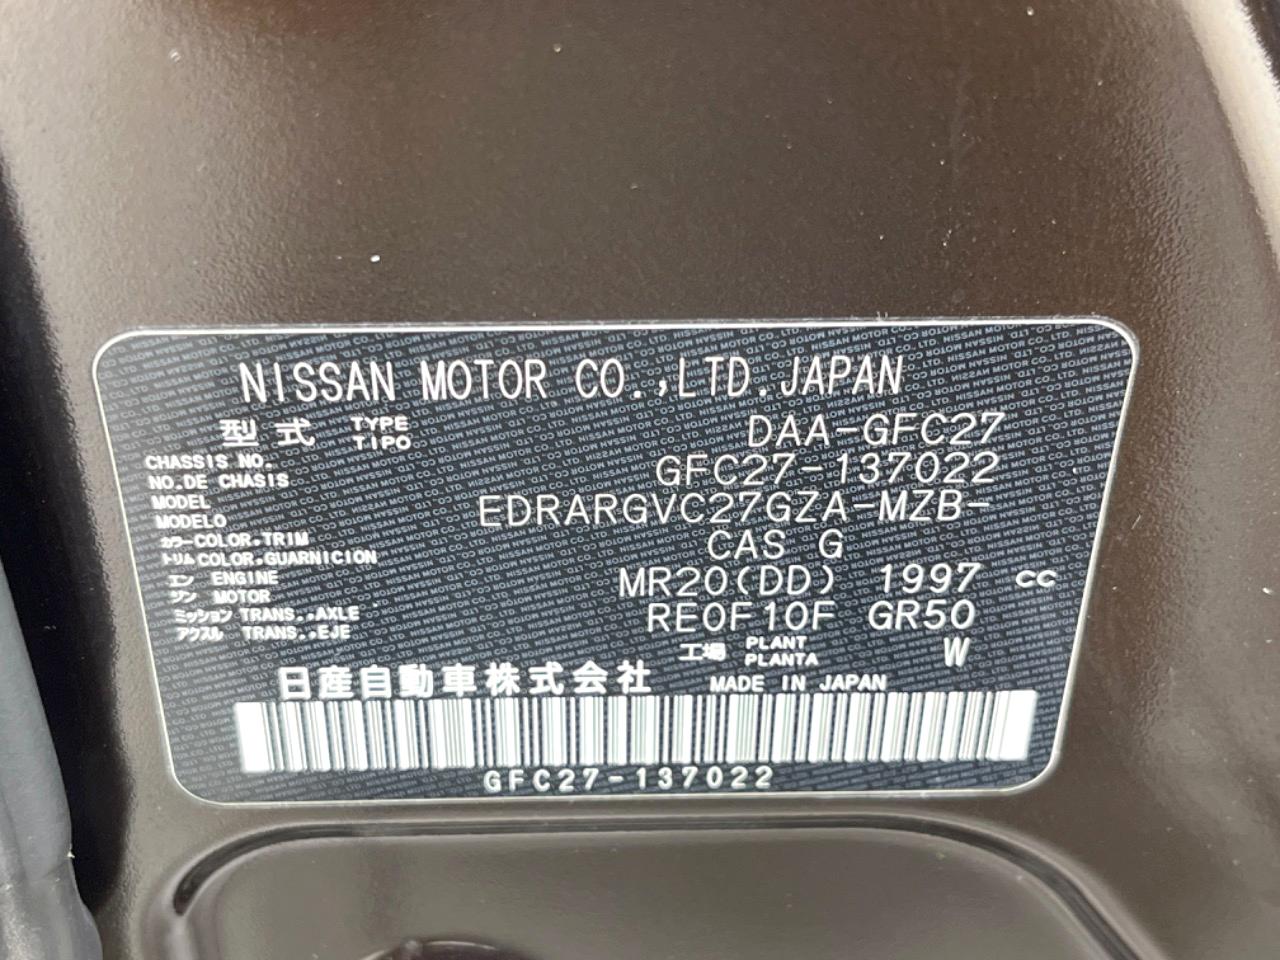 NISSAN MOTOR CO.,LTD.JAPAN
型式 TYPE TIPO DAA-GFC27
CHASSIS NO. NO.DE CHASIS GFC27-137022
MODEL MODELO EDRARGVC27GZA-MZB-
カラー COLOR.TRIM トリム COLOR.GUARNICION CAS G
エンジン ENGINE MOTOR MR20(DD) 1997 cc
ミッション TRANS.,AXLE アクスル TRANS.:EJE RE0F10F GR50
工場 PLANT PLANTA W
日産自動車株式会社 MADE IN JAPAN
GFC27-137022